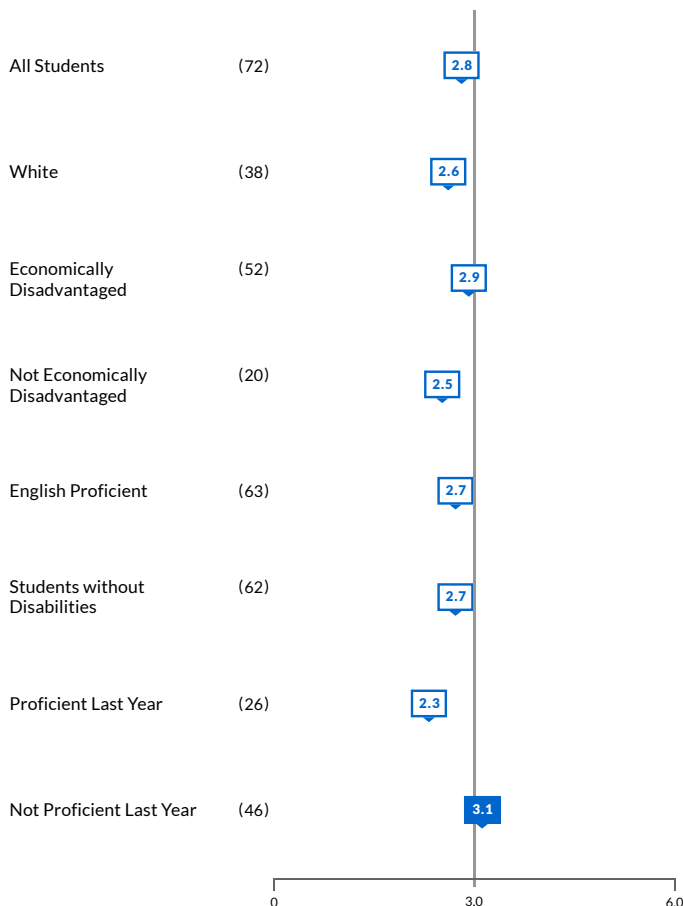 All Students (72) 2.8
White (38) 2.6
Economically (52) 2.9
Disadvantaged
Not Economically (20) 2.5
Disadvantaged
English Proficient (63) 2.7
Students without (62) 2.7
Disabilities
Proficient Last Year (26) 2.3
Not Proficient Last Year (46) 3.1
0 3.0 6.0